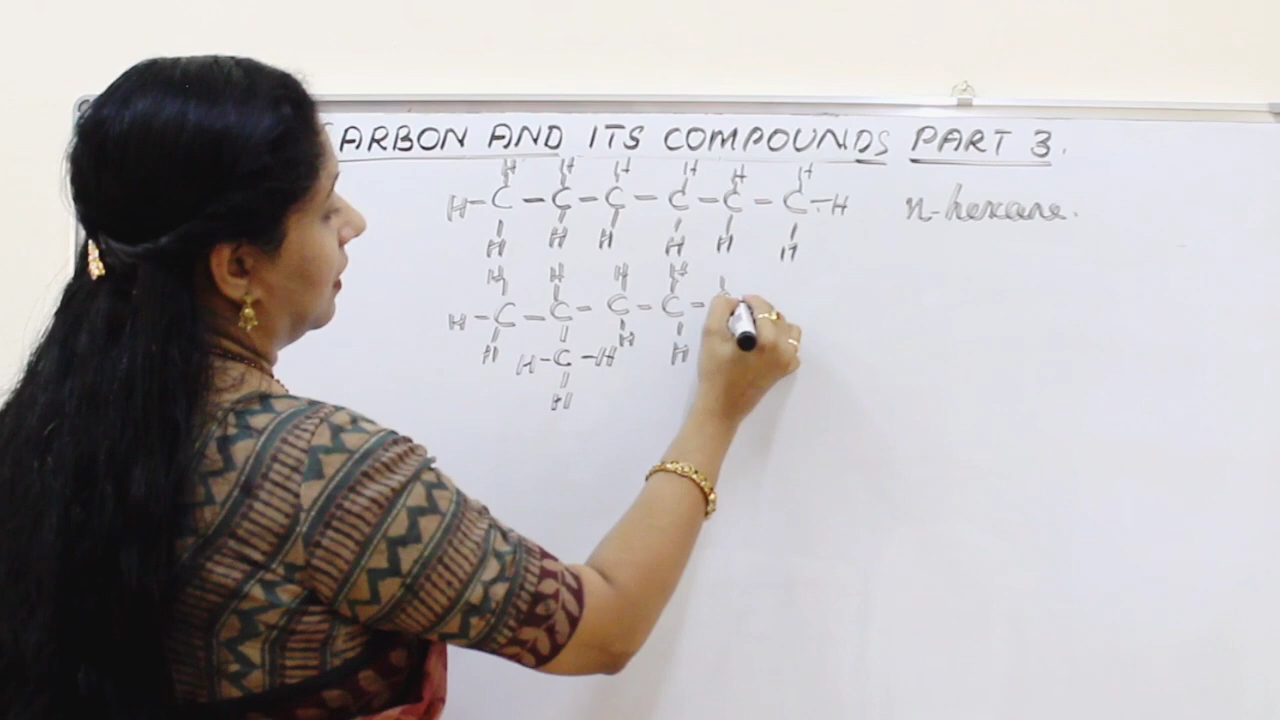 CARBON AND ITS COMPOUNDS PART 3.
H H H H H H
H-C-C-C-C-C-C-H n-hexane.
H H H H H H
H H H H
H-C-C-C-C-
H H H
H-C-H
H